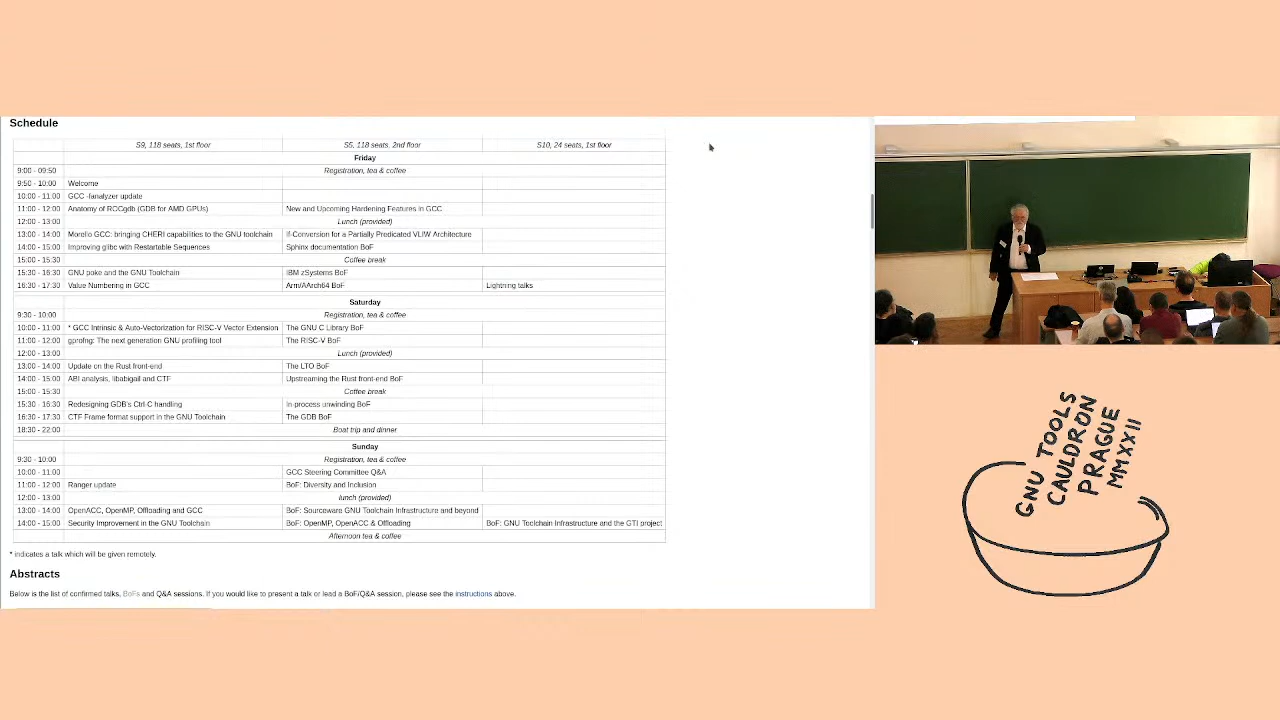 Schedule
S9, 118 seats, 1st floor S5, 118 seats. 2nd floor S10, 24 seats, 1st floor
Friday
9:00 - 09:50 Registration, tea & coffee
9:50 - 10:00 Welcome
10:00 - 11:00 GCC -fanalyzer update
11:00 - 12:00 Anatomy of ROCgdb (GDB for AMD GPUs) New and Upcoming Hardening Features in GCC
12:00 - 13:00 Lunch (provided)
13:00 - 14:00 Morello GCC: bringing CHERI capabilities to the GNU toolchain If-Conversion for a Partially Predicated VLIW Architecture
14:00 - 15:00 Improving glibc with Restartable Sequences Sphinx documentation BoF
15:00 - 15:30 Coffee break
15:30 - 16:30 GNU poke and the GNU Toolchain IBM zSystems BoF
16:30 - 17:30 Value Numbering in GCC Arm/AArch64 BoF Lightning talks
Saturday
9:30 - 10:00 Registration, tea & coffee
10:00 - 11:00 * GCC Intrinsic & Auto-Vectorization for RISC-V Vector Extension The GNU C Library BoF
11:00 - 12:00 gprofng: The next generation GNU profiling tool The RISC-V BoF
12:00 - 13:00 Lunch (provided)
13:00 - 14:00 Update on the Rust front-end The LTO BoF
14:00 - 15:00 ABI analysis, libabigail and CTF Upstreaming the Rust front-end BoF
15:00 - 15:30 Coffee break
15:30 - 16:30 Redesigning GDB's Ctrl-C handling In-process unwinding BoF
16:30 - 17:30 CTF Frame format support in the GNU Toolchain The GDB BoF
18:30 - 22:00 Boat trip and dinner
Sunday
9:30 - 10:00 Registration, tea & coffee
10:00 - 11:00 GCC Steering Committee Q&A
11:00 - 12:00 Ranger update BoF: Diversity and Inclusion
12:00 - 13:00 lunch (provided)
13:00 - 14:00 OpenACC, OpenMP, Offloading and GCC BoF: Sourceware GNU Toolchain Infrastructure and beyond
14:00 - 15:00 Security Improvement in the GNU Toolchain BoF: OpenMP, OpenACC & Offloading BoF: GNU Toolchain Infrastructure and the GTI project
Afternoon tea & coffee
* indicates a talk which will be given remotely.
Abstracts
Below is the list of confirmed talks, BoFs and Q&A sessions. If you would like to present a talk or lead a BoF/Q&A session, please see the instructions above.
GNU TOOLS
CAULDRON
PRAGUE
MMXXII